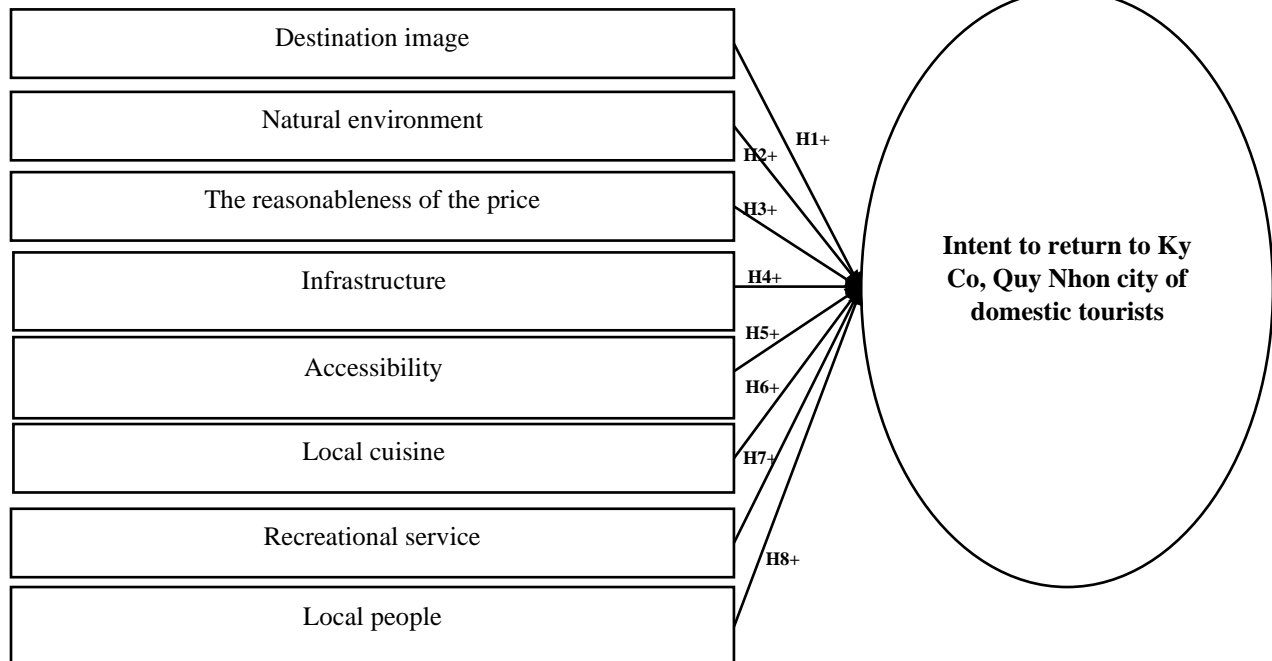 Destination image
H1+
Natural environment
H2+
The reasonableness of the price
H3+
Infrastructure
H4+
Accessibility
H5+
Local cuisine
H6+
Recreational service
H7+
Local people
H8+
Intent to return to Ky
Co, Quy Nhon city of
domestic tourists